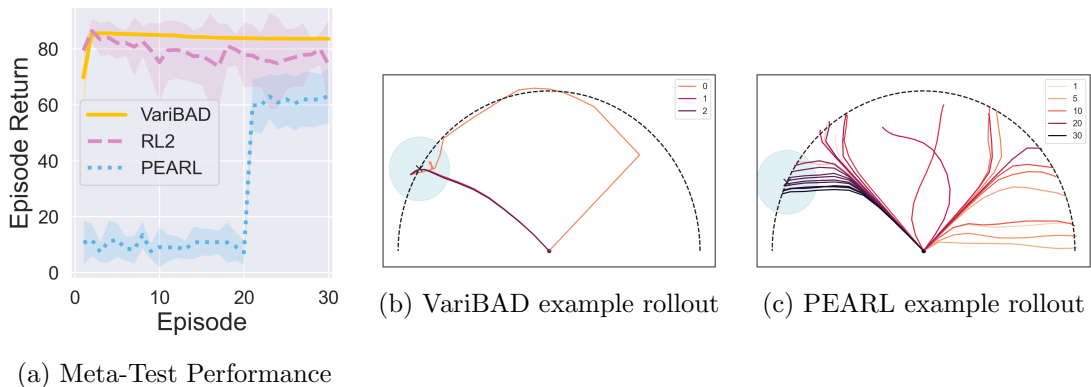 80
60
40
20
0
Episode Return
VariBAD
RL2
PEARL
0 10 20 30
Episode
(a) Meta-Test Performance
0
1
2
(b) VariBAD example rollout
1
5
10
20
30
(c) PEARL example rollout